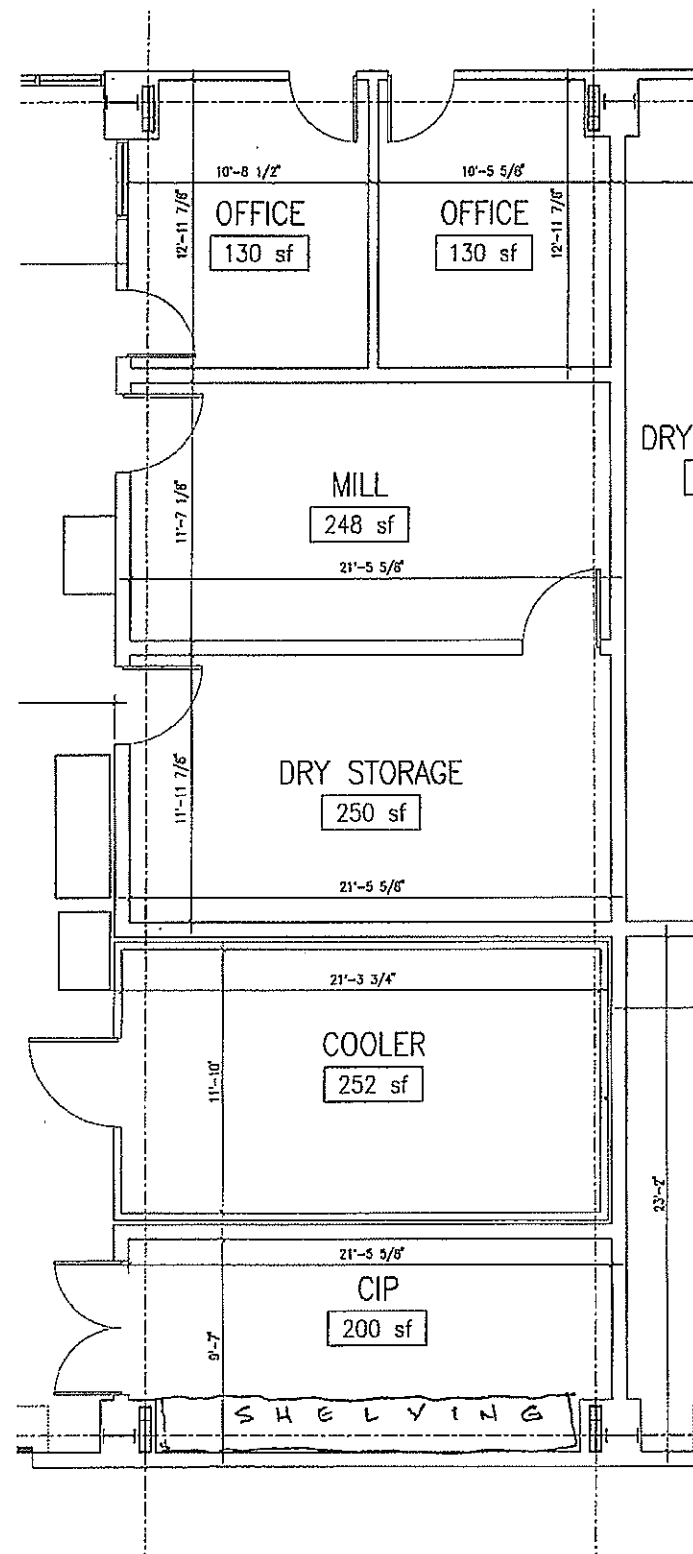 10'-8 1/2"
10'-5 5/8"
12'-11 7/8"
12'-11 7/8"
OFFICE
130 sf
OFFICE
130 sf
DRY
MILL
248 sf
11'-7 1/8"
21'-5 5/8"
DRY STORAGE
250 sf
11'-11 7/8"
21'-5 5/8"
21'-3 3/4"
COOLER
252 sf
11'-10"
23'-2"
21'-5 5/8"
CIP
200 sf
9'-7"
SHELVING